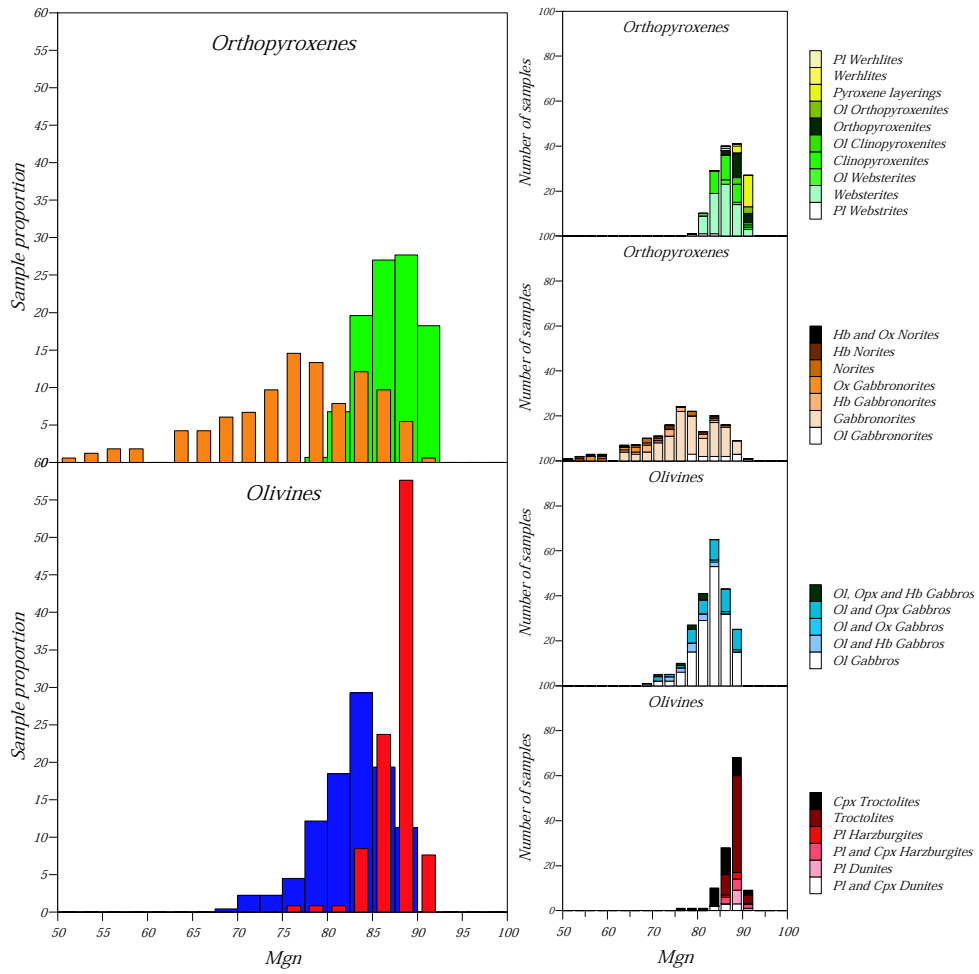 Orthopyroxenes
Sample proportion
60
55
50
45
40
35
30
25
20
15
10
5
0
Olivines
Sample proportion
60
55
50
45
40
35
30
25
20
15
10
5
0
50 55 60 65 70 75 80 85 90 95 100
Mgn
Orthopyroxenes
Number of samples
100
80
60
40
20
Pl Werhlites
Werhlites
Pyroxene layerings
Ol Orthopyroxenites
Orthopyroxenites
Ol Clinopyroxenites
Clinopyroxenites
Ol Websterites
Websterites
Pl Webstrites
Orthopyroxenes
Number of samples
100
80
60
40
20
Hb and Ox Norites
Hb Norites
Norites
Ox Gabbronorites
Hb Gabbronorites
Gabbronorites
Ol Gabbronorites
Olivines
Number of samples
100
80
60
40
20
Ol, Opx and Hb Gabbros
Ol and Opx Gabbros
Ol and Ox Gabbros
Ol and Hb Gabbros
Ol Gabbros
Olivines
Number of samples
100
80
60
40
20
0
Cpx Troctolites
Troctolites
Pl Harzburgites
Pl and Cpx Harzburgites
Pl Dunites
Pl and Cpx Dunites
50 60 70 80 90 100
Mgn